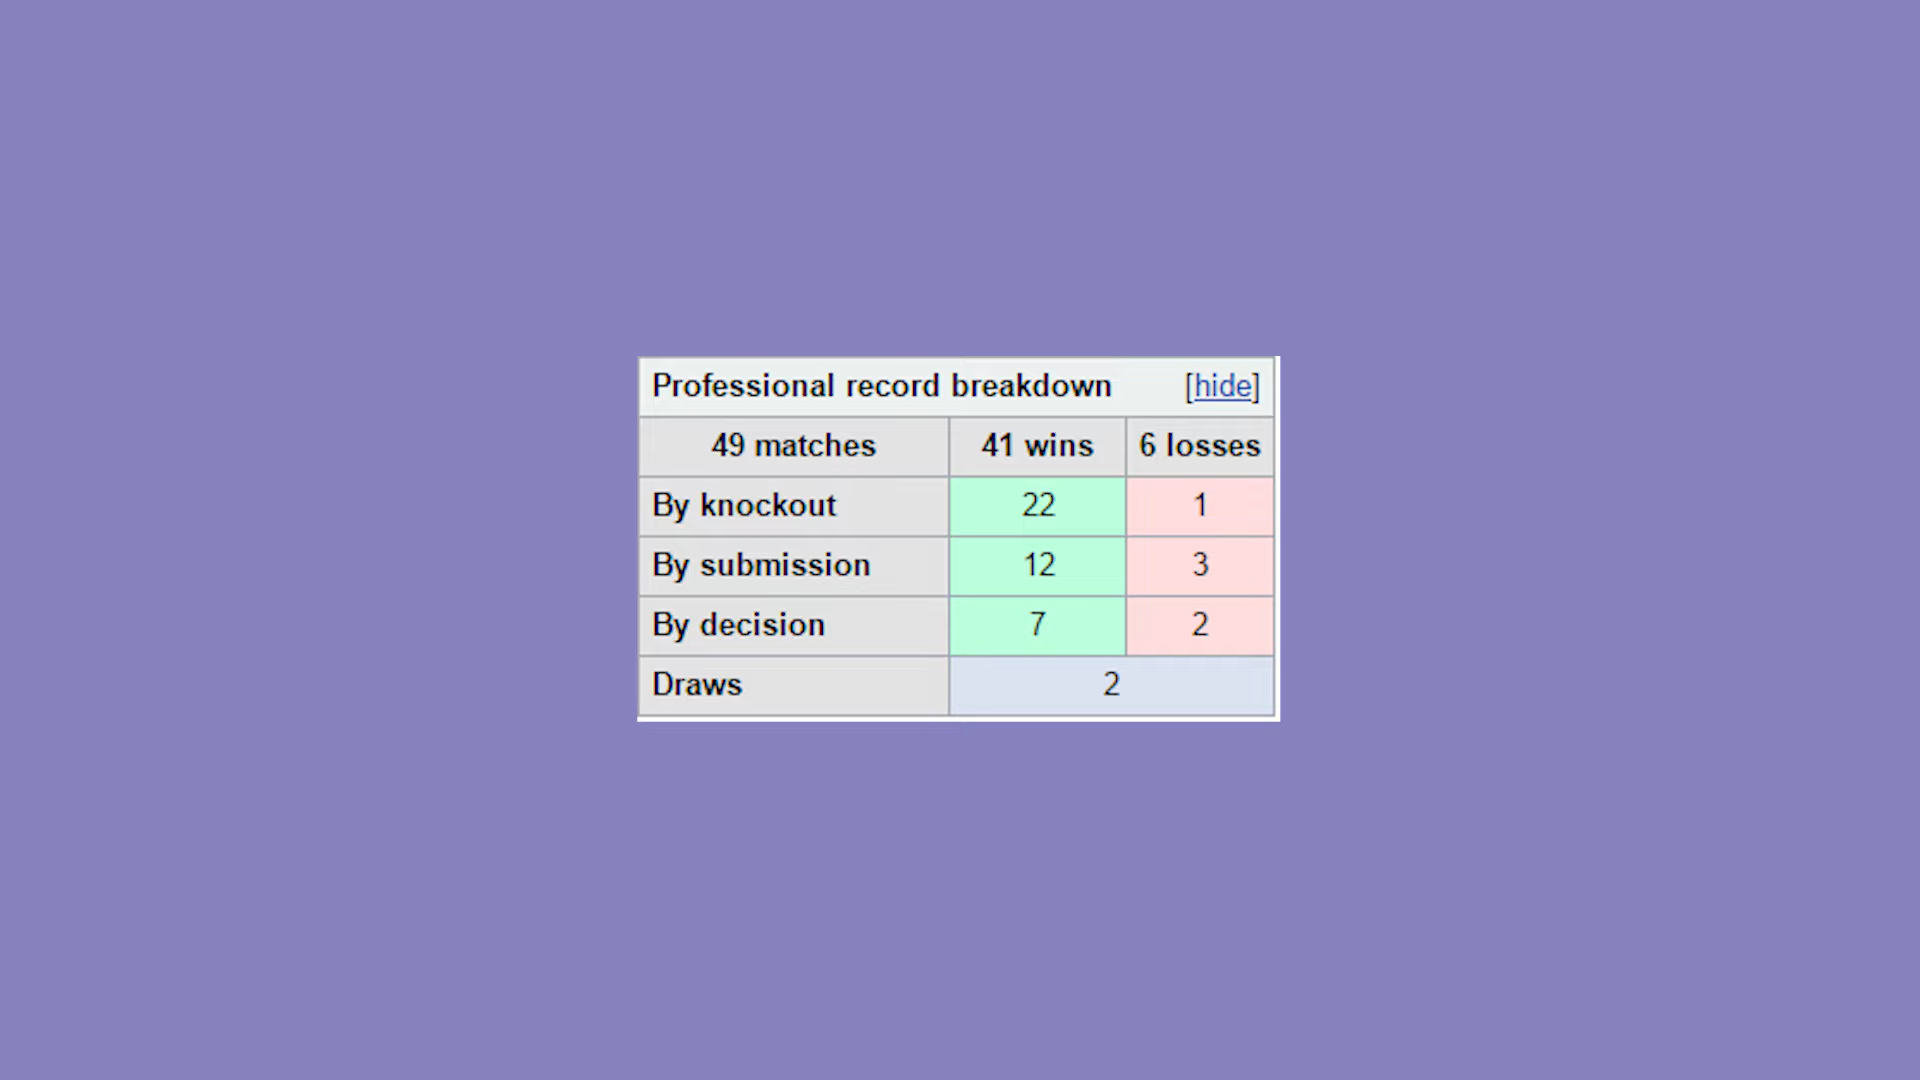 Professional record breakdown [hide]
49 matches 41 wins 6 losses
By knockout 22 1
By submission 12 3
By decision 7 2
Draws 2